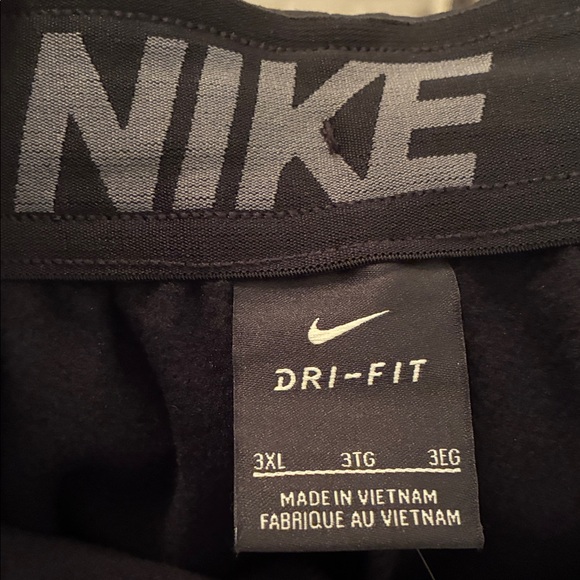 NIKE
DRI-FIT
3XL 3TG 3EG
MADE IN VIETNAM
FABRIQUE AU VIETNAM